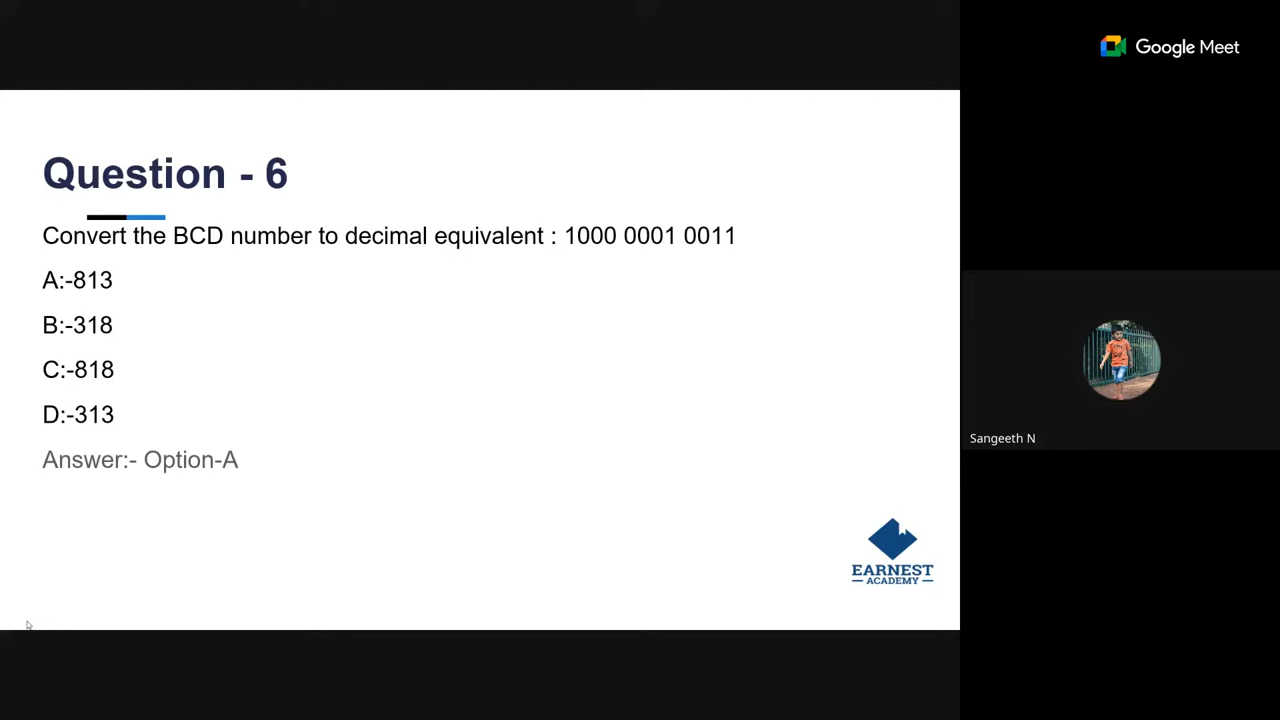 Google Meet
Question - 6
Convert the BCD number to decimal equivalent : 1000 0001 0011
A:-813
B:-318
C:-818
D:-313
Answer:- Option-A
EARNEST
ACADEMY
Sangeeth N